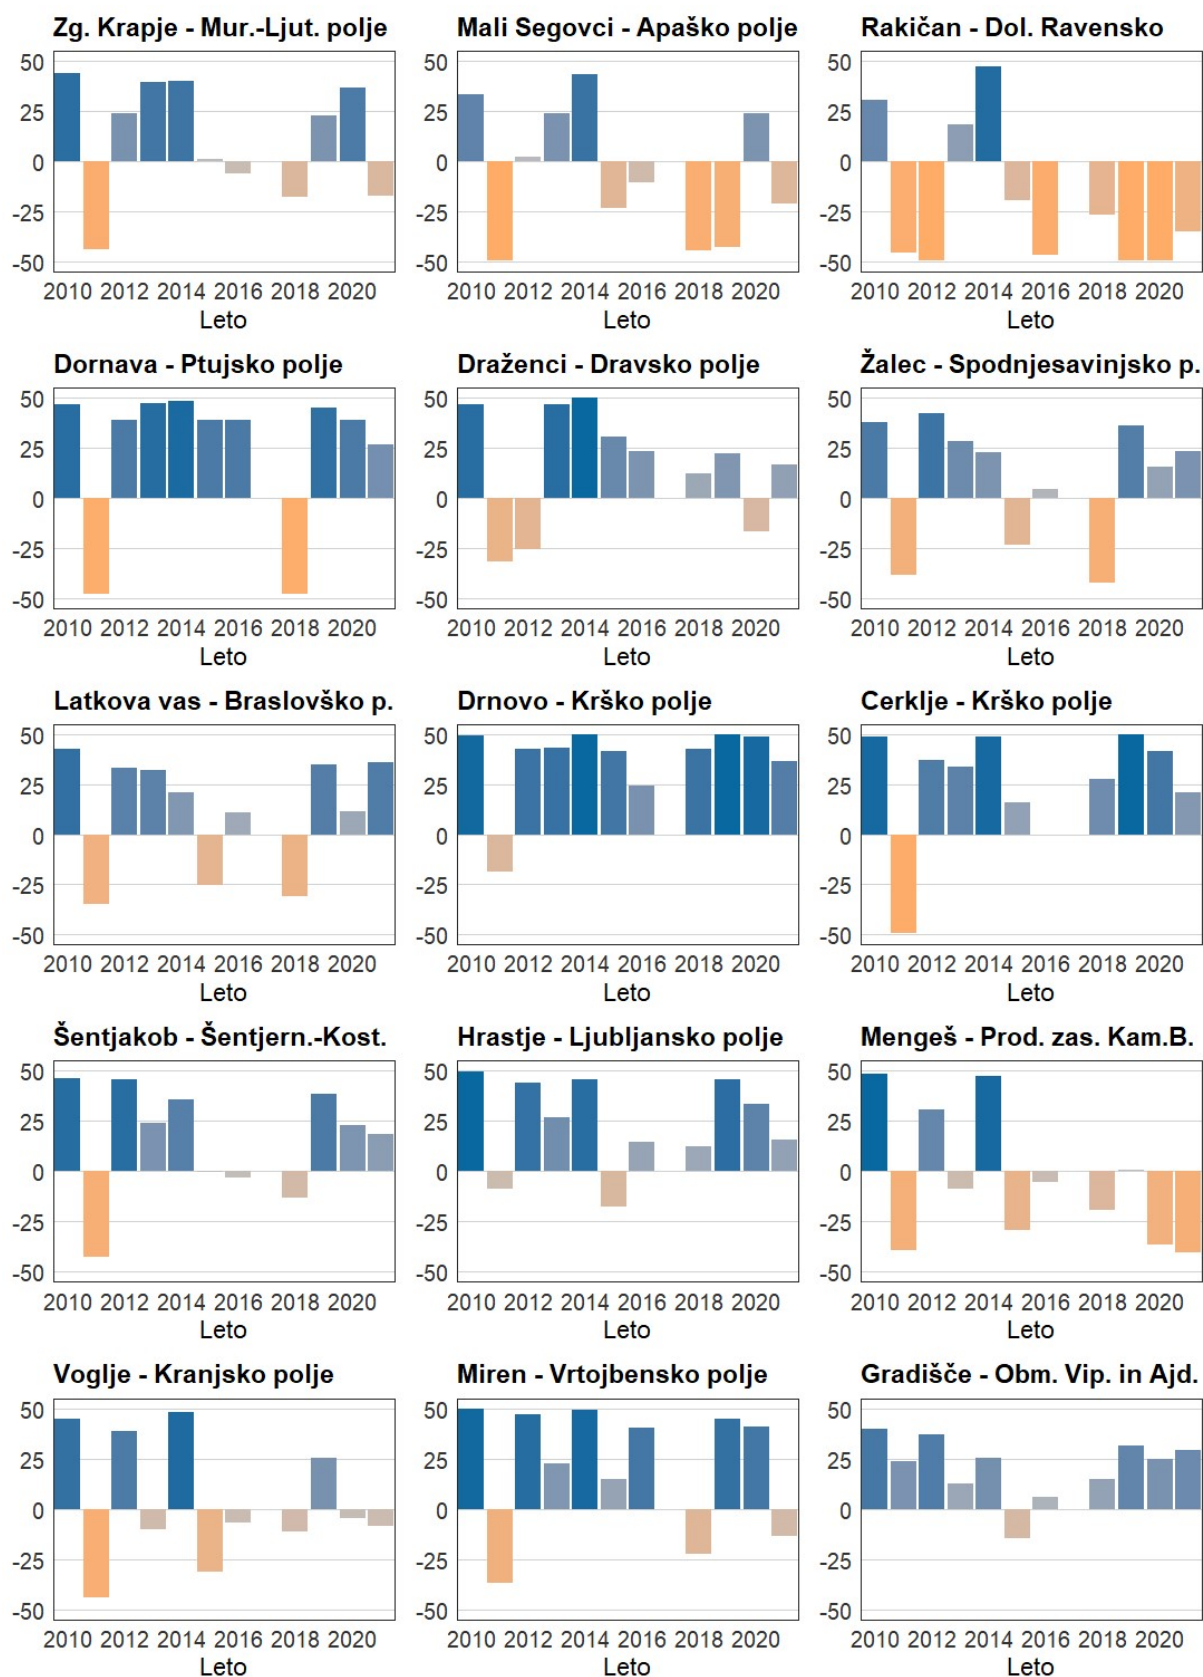 Zg. Krapje - Mur.-Ljut. polje
50
25
0
-25
-50
2010 2012 2014 2016 2018 2020
Leto
Mali Segovci - Apaško polje
50
25
0
-25
-50
2010 2012 2014 2016 2018 2020
Leto
Rakičan - Dol. Ravensko
50
25
0
-25
-50
2010 2012 2014 2016 2018 2020
Leto
Dornava - Ptujsko polje
50
25
0
-25
-50
2010 2012 2014 2016 2018 2020
Leto
Draženci - Dravsko polje
50
25
0
-25
-50
2010 2012 2014 2016 2018 2020
Leto
Žalec - Spodnjesavinjsko p.
50
25
0
-25
-50
2010 2012 2014 2016 2018 2020
Leto
Latkova vas - Braslovško p.
50
25
0
-25
-50
2010 2012 2014 2016 2018 2020
Leto
Drnovo - Krško polje
50
25
0
-25
-50
2010 2012 2014 2016 2018 2020
Leto
Cerklje - Krško polje
50
25
0
-25
-50
2010 2012 2014 2016 2018 2020
Leto
Šentjakob - Šentjern.-Kost.
50
25
0
-25
-50
2010 2012 2014 2016 2018 2020
Leto
Hrastje - Ljubljansko polje
50
25
0
-25
-50
2010 2012 2014 2016 2018 2020
Leto
Mengeš - Prod. zas. Kam.B.
50
25
0
-25
-50
2010 2012 2014 2016 2018 2020
Leto
Voglje - Kranjsko polje
50
25
0
-25
-50
2010 2012 2014 2016 2018 2020
Leto
Miren - Vrtojbensko polje
50
25
0
-25
-50
2010 2012 2014 2016 2018 2020
Leto
Gradišče - Obm. Vip. in Ajd.
50
25
0
-25
-50
2010 2012 2014 2016 2018 2020
Leto